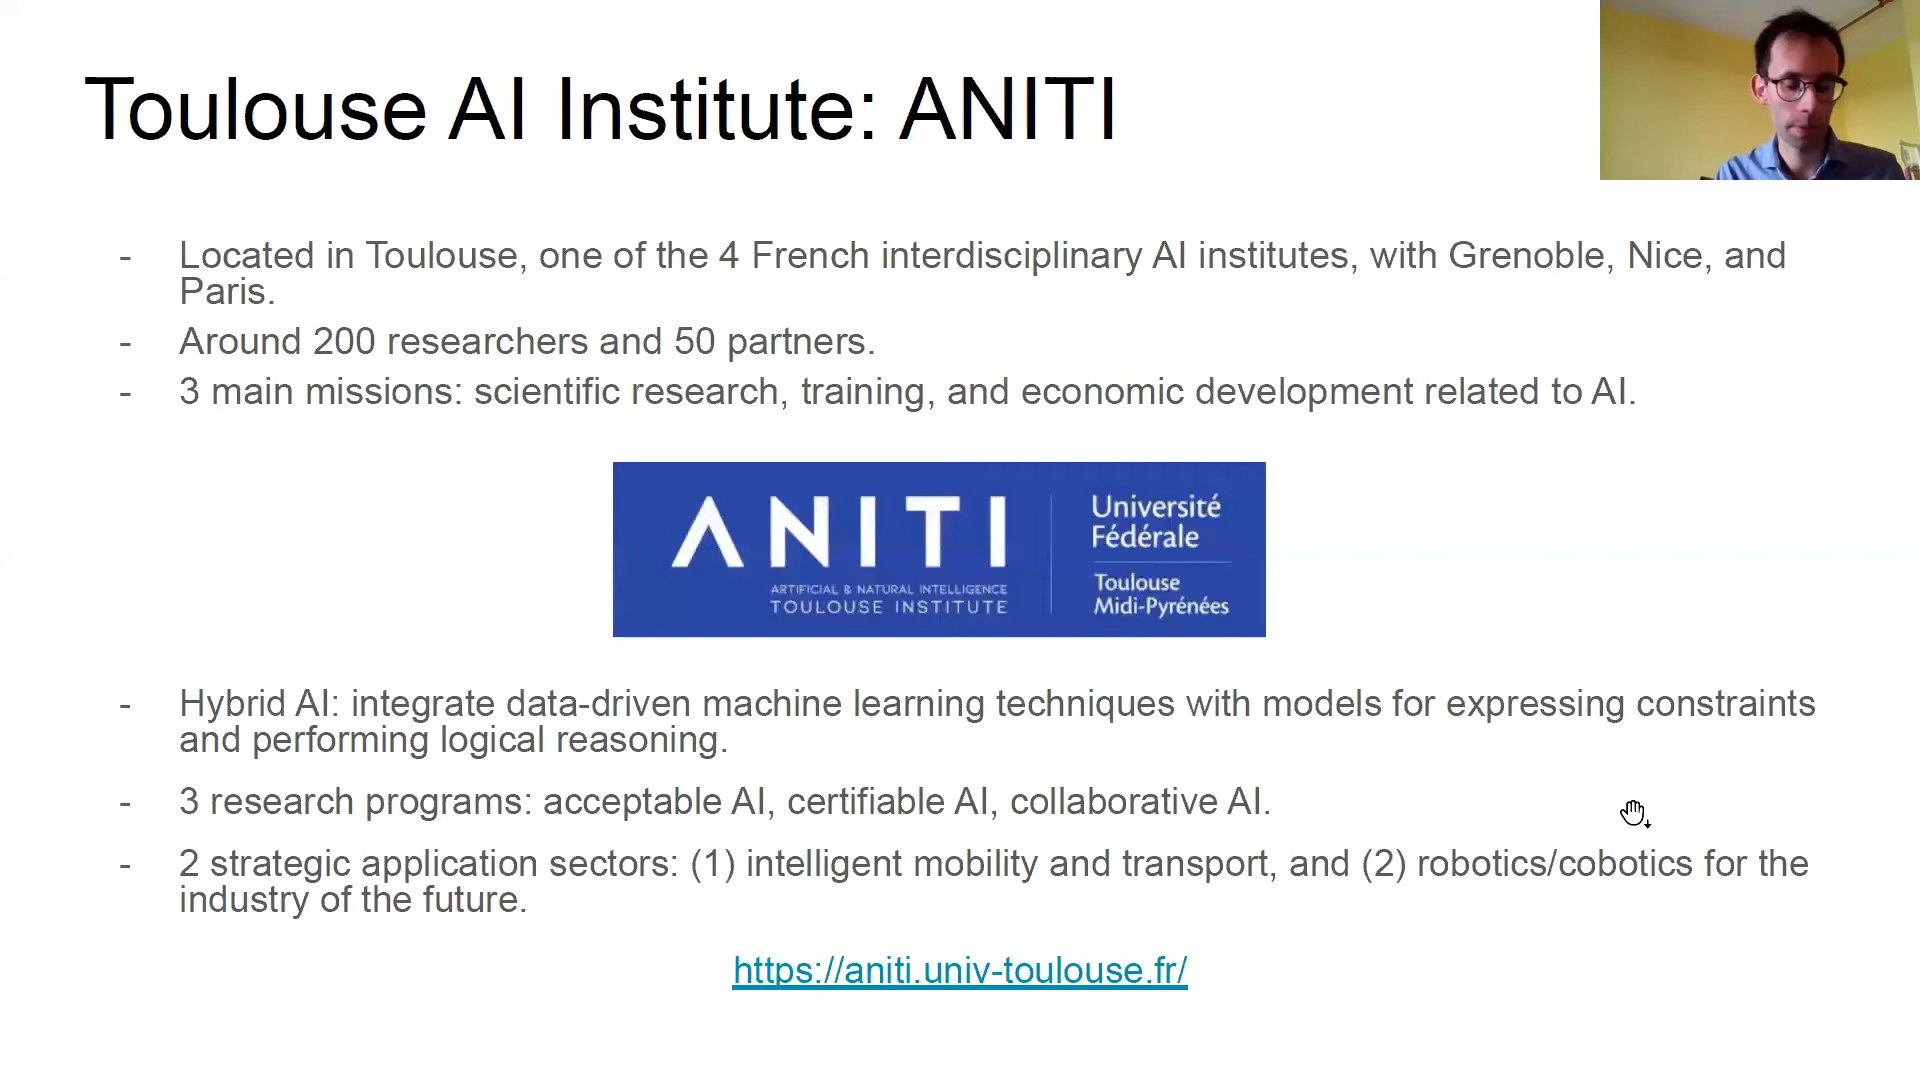 Toulouse AI Institute: ANITI
- Located in Toulouse, one of the 4 French interdisciplinary AI institutes, with Grenoble, Nice, and
Paris.
- Around 200 researchers and 50 partners.
- 3 main missions: scientific research, training, and economic development related to AI.
ANITI
ARTIFICIAL & NATURAL INTELLIGENCE
TOULOUSE INSTITUTE
Université
Fédérale
Toulouse
Midi-Pyrénées
- Hybrid AI: integrate data-driven machine learning techniques with models for expressing constraints
and performing logical reasoning.
- 3 research programs: acceptable AI, certifiable AI, collaborative AI.
- 2 strategic application sectors: (1) intelligent mobility and transport, and (2) robotics/cobotics for the
industry of the future.
https://aniti.univ-toulouse.fr/